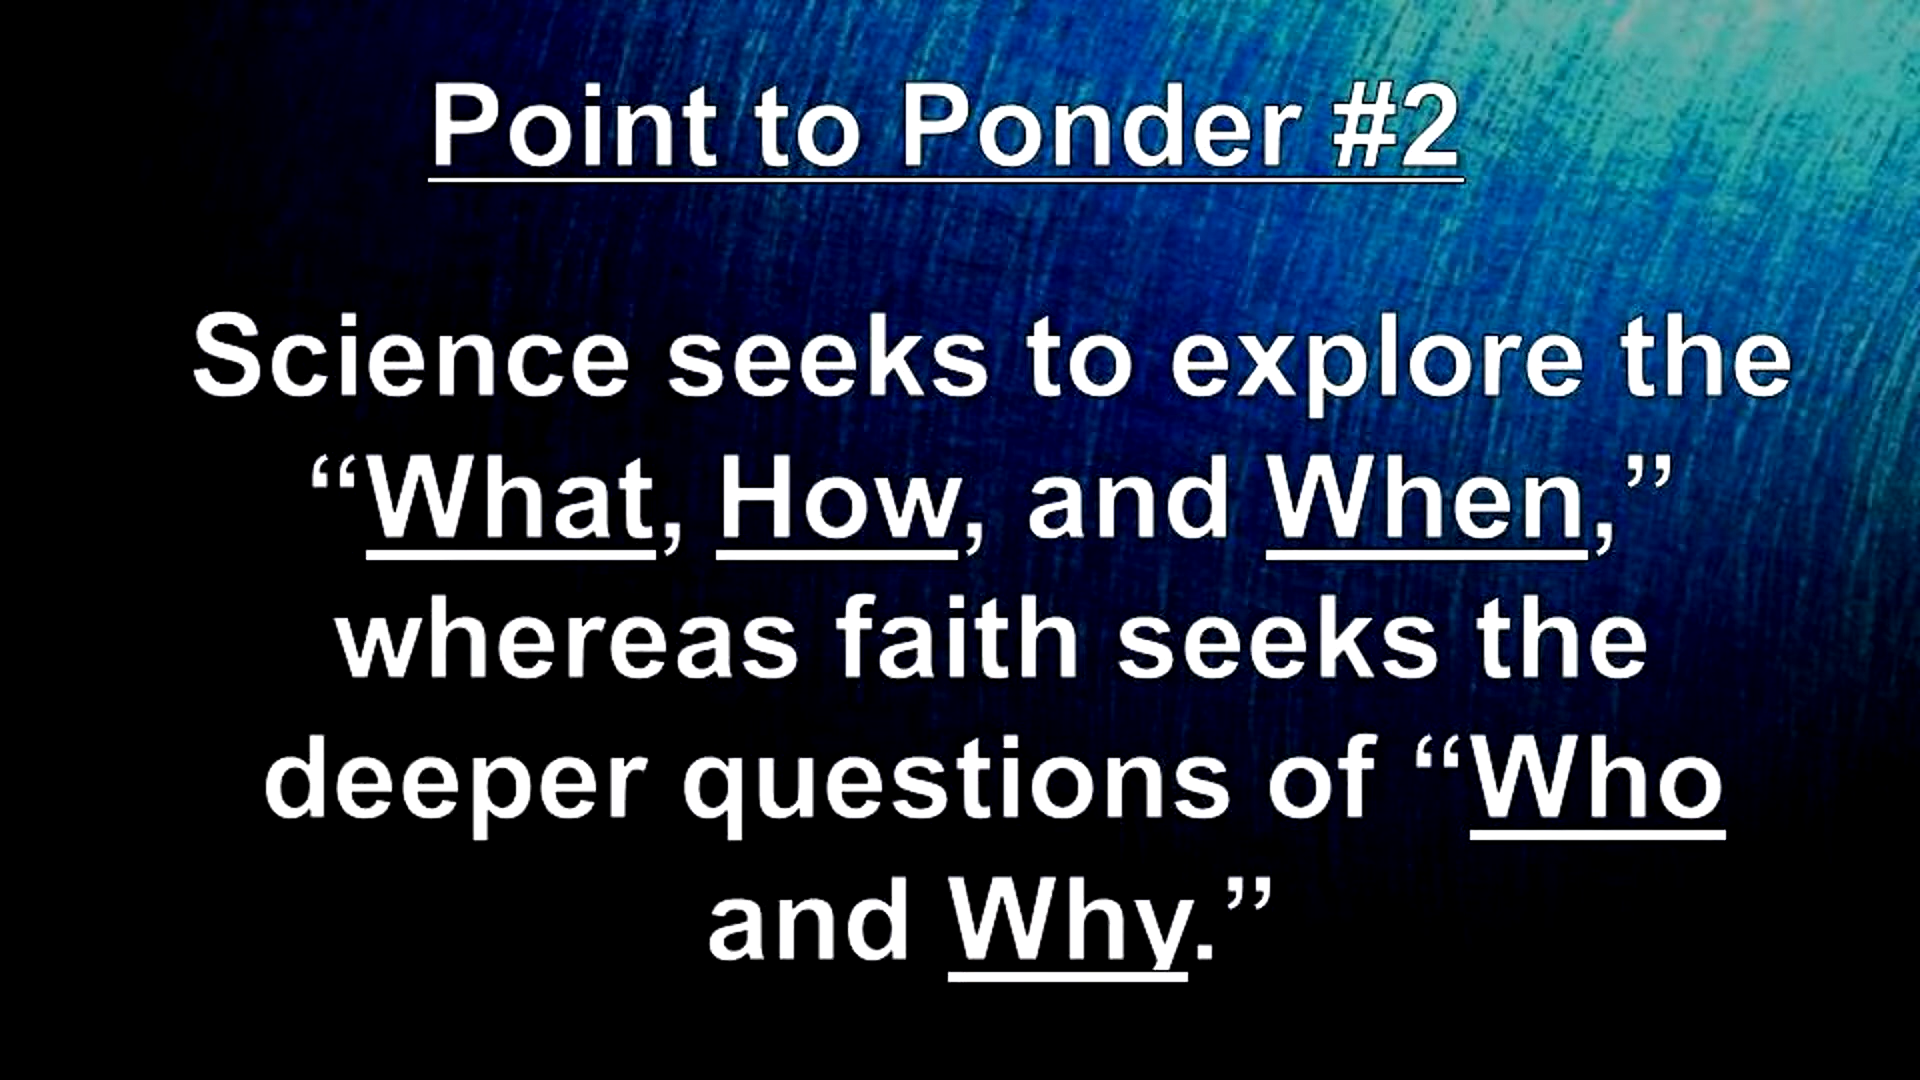 Point to Ponder #2
Science seeks to explore the
“What, How, and When,”
whereas faith seeks the
deeper questions of “Who
and Why.”